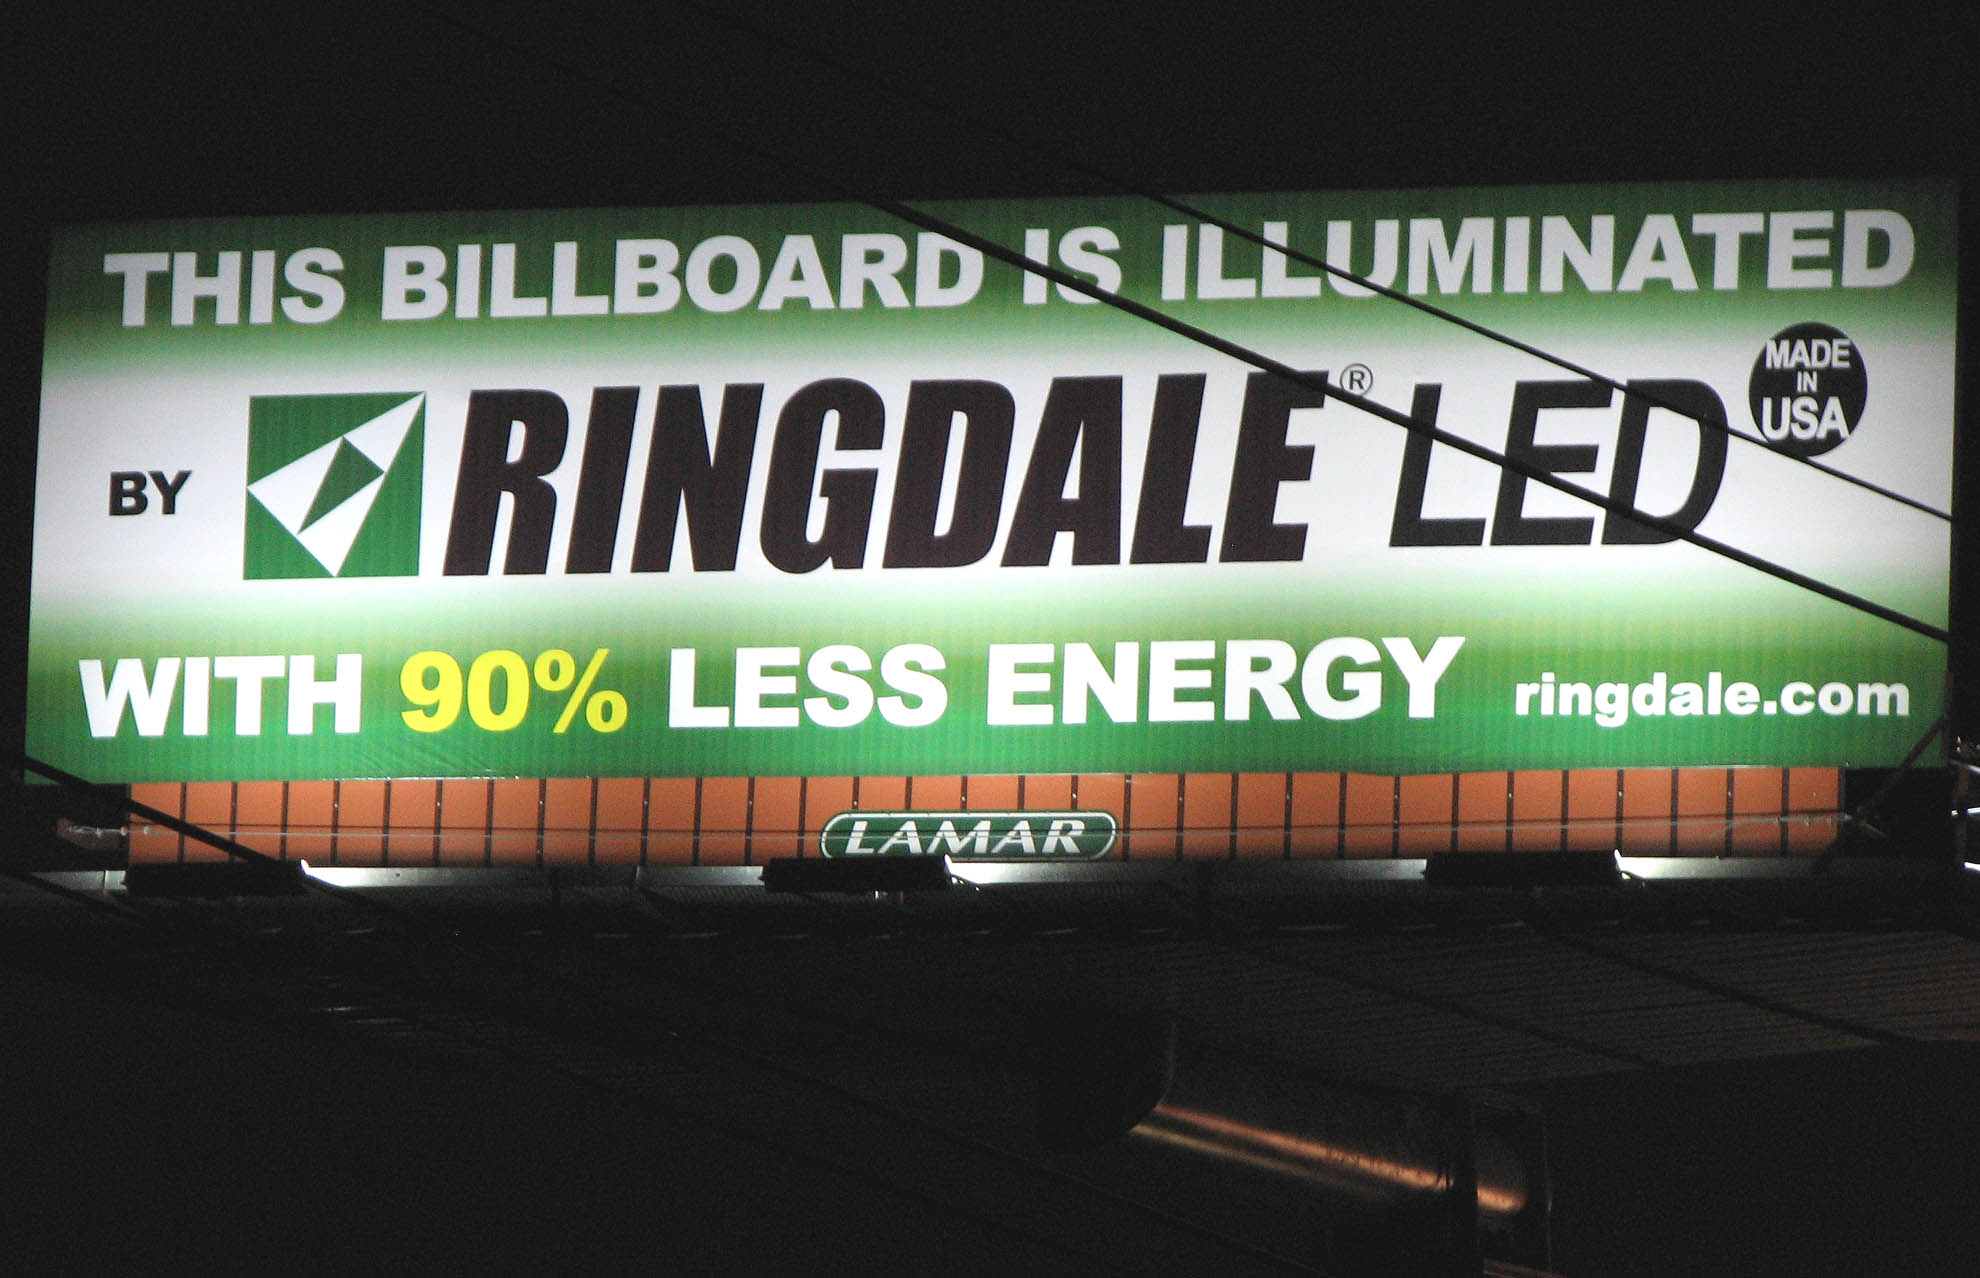 THIS BILLBOARD IS ILLUMINATED
BY RINGDALE® LED
MADE
IN
USA
WITH 90% LESS ENERGY ringdale.com
LAMAR